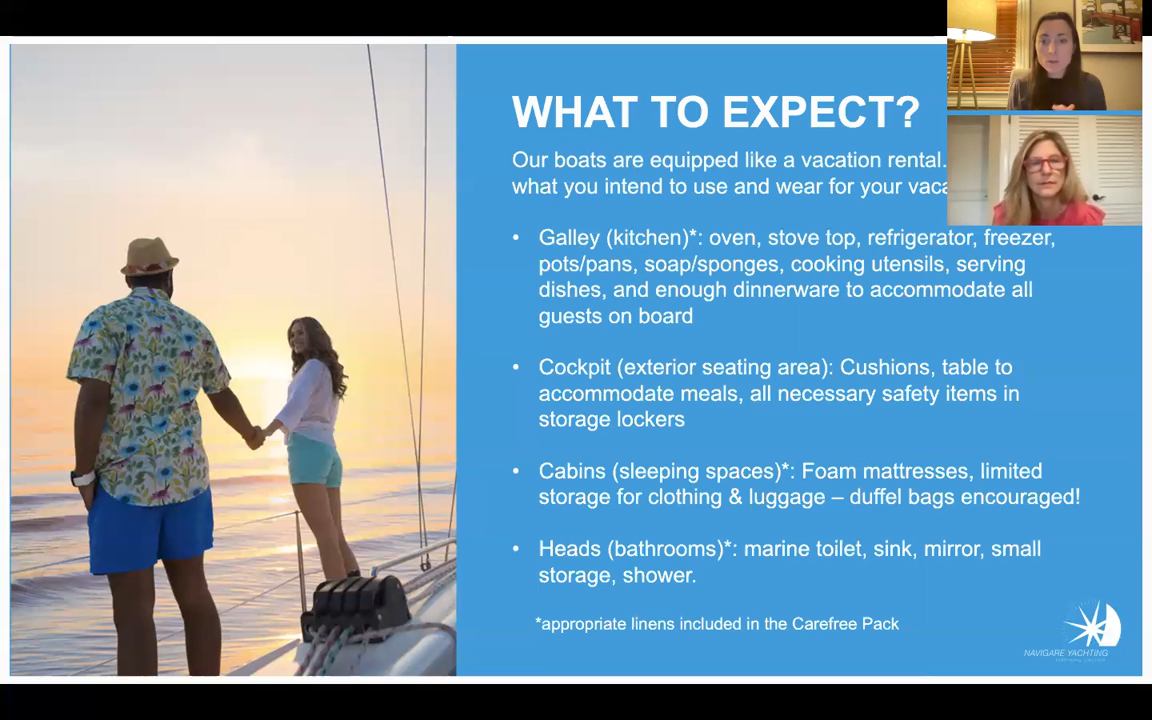 WHAT TO EXPECT?
Our boats are equipped like a vacation rental.
what you intend to use and wear for your
• Galley (kitchen)*: oven, stove top, refrigerator, freezer,
pots/pans, soap/sponges, cooking utensils, serving
dishes, and enough dinnerware to accommodate all
guests on board
• Cockpit (exterior seating area): Cushions, table to
accommodate meals, all necessary safety items in
storage lockers
• Cabins (sleeping spaces)*: Foam mattresses, limited
storage for clothing & luggage – duffel bags encouraged!
• Heads (bathrooms)*: marine toilet, sink, mirror, small
storage, shower.
*appropriate linens included in the Carefree Pack
NAVIGARE YACHTING